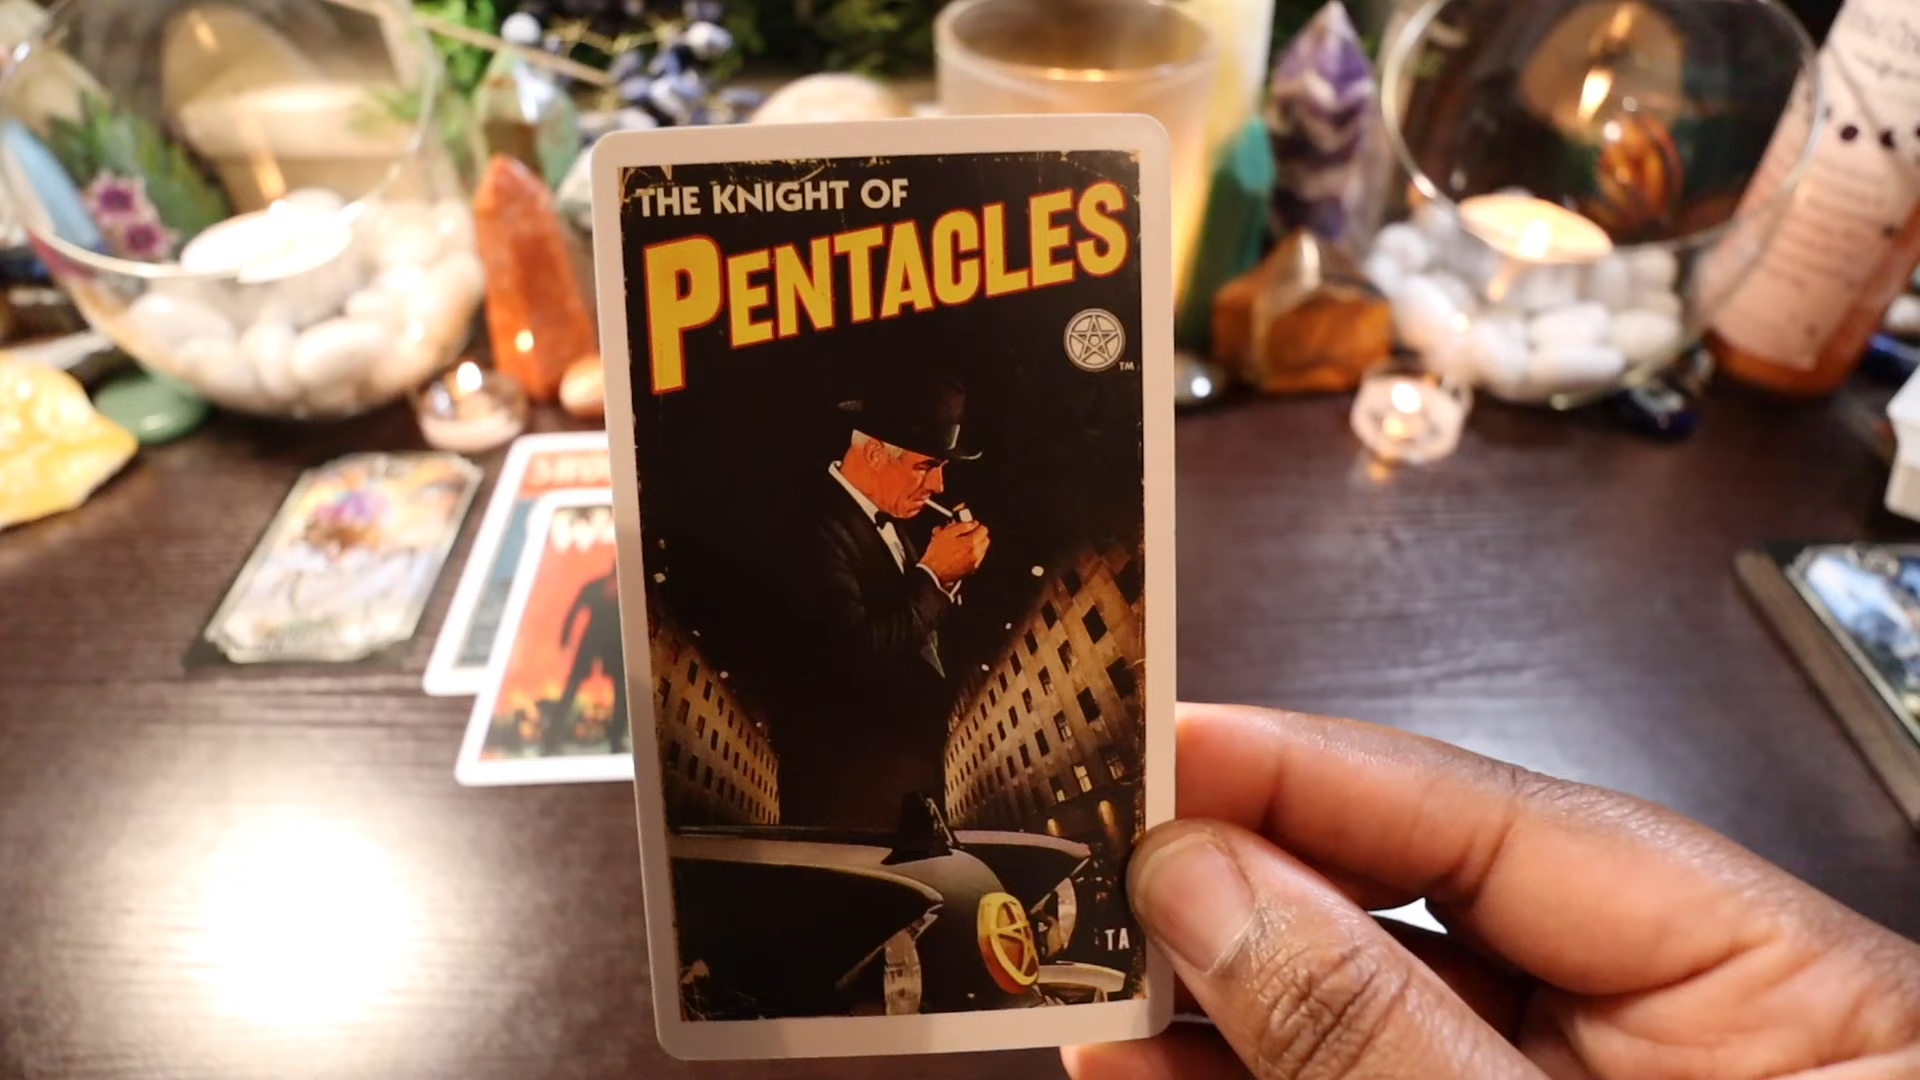 THE KNIGHT OF
PENTACLES
TM
TA